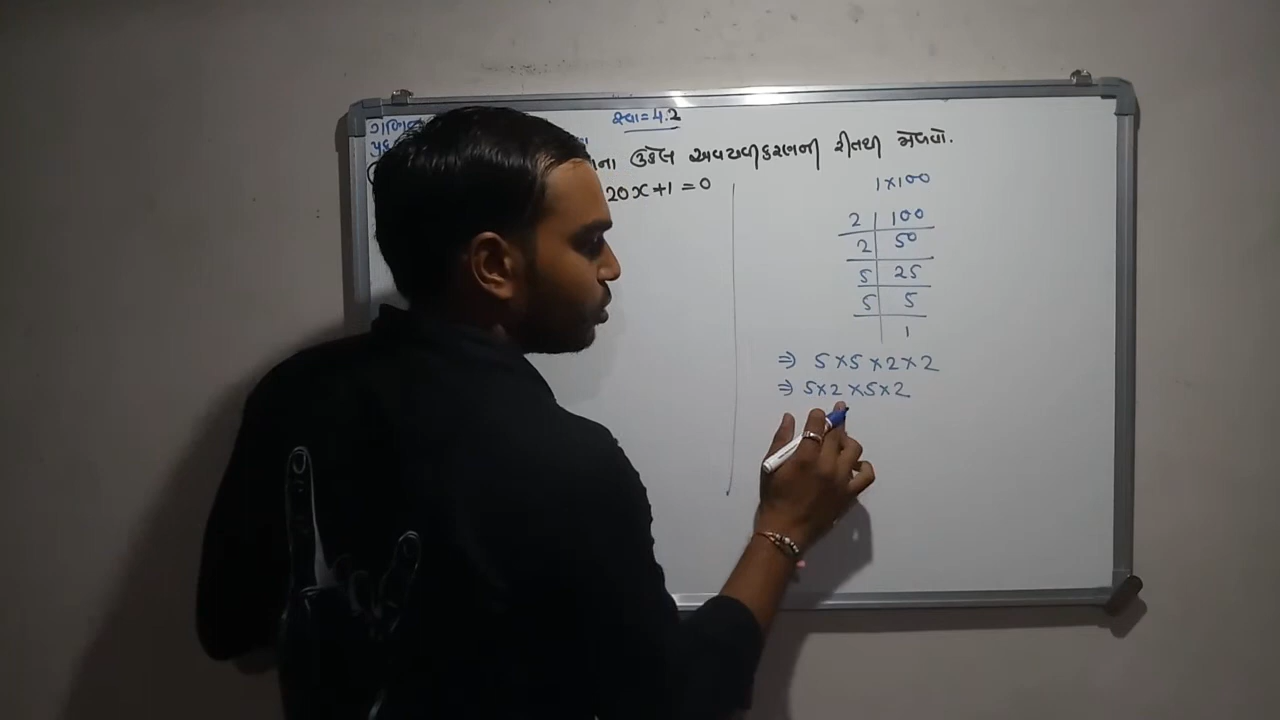 ગણિત સ્વા = 4.2
ઉકેલ અવયવીકરણની રીતથી મેળવો.
20x + 1 = 0
1 × 100
2 | 100
2 | 50
5 | 25
5 | 5
| 1
⇒ 5 × 5 × 2 × 2
⇒ 5 × 2 × 5 × 2